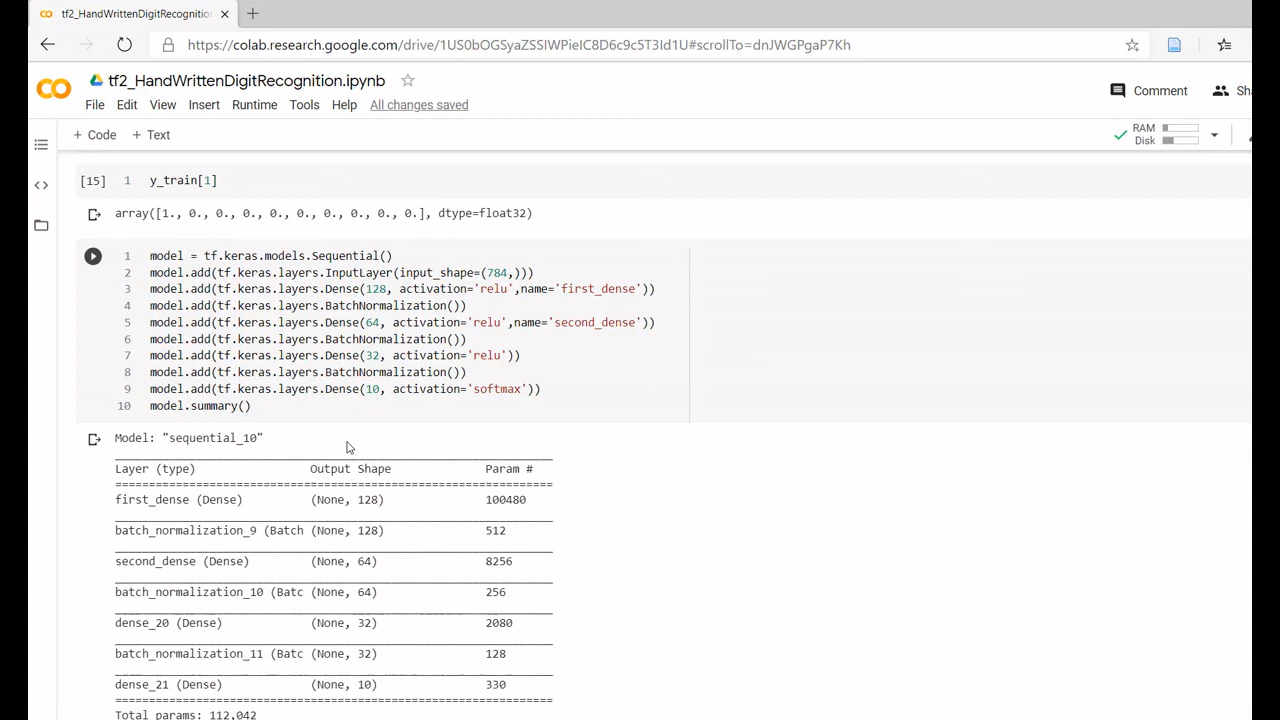 tf2_HandWrittenDigitRecognition
https://colab.research.google.com/drive/1US0bOGSyaZSSIWPieIC8D6c9c5T3Id1U#scrollTo=dnJWGPgaP7Kh
tf2_HandWrittenDigitRecognition.ipynb
Comment
File Edit View Insert Runtime Tools Help All changes saved
+ Code + Text
RAM
Disk
[15] 1 y_train[1]
array([1., 0., 0., 0., 0., 0., 0., 0., 0., 0.], dtype=float32)
1 model = tf.keras.models.Sequential()
2 model.add(tf.keras.layers.InputLayer(input_shape=(784,)))
3 model.add(tf.keras.layers.Dense(128, activation='relu',name='first_dense'))
4 model.add(tf.keras.layers.BatchNormalization())
5 model.add(tf.keras.layers.Dense(64, activation='relu',name='second_dense'))
6 model.add(tf.keras.layers.BatchNormalization())
7 model.add(tf.keras.layers.Dense(32, activation='relu'))
8 model.add(tf.keras.layers.BatchNormalization())
9 model.add(tf.keras.layers.Dense(10, activation='softmax'))
10 model.summary()
Model: "sequential_10"
Layer (type) Output Shape Param #
first_dense (Dense) (None, 128) 100480
batch_normalization_9 (Batch (None, 128) 512
second_dense (Dense) (None, 64) 8256
batch_normalization_10 (Batc (None, 64) 256
dense_20 (Dense) (None, 32) 2080
batch_normalization_11 (Batc (None, 32) 128
dense_21 (Dense) (None, 10) 330
Total params: 112,042